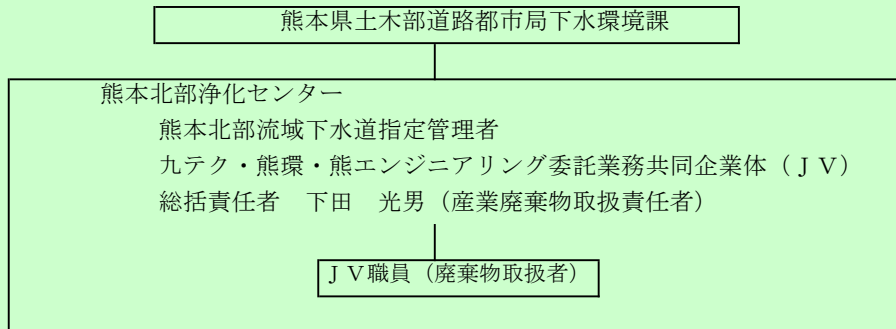 熊本県土木部道路都市局下水環境課
熊本北部浄化センター
熊本北部流域下水道指定管理者
九テク・熊環・熊エンジニアリング委託業務共同企業体（ＪＶ）
総括責任者　下田　光男（産業廃棄物取扱責任者）
ＪＶ職員（廃棄物取扱者）